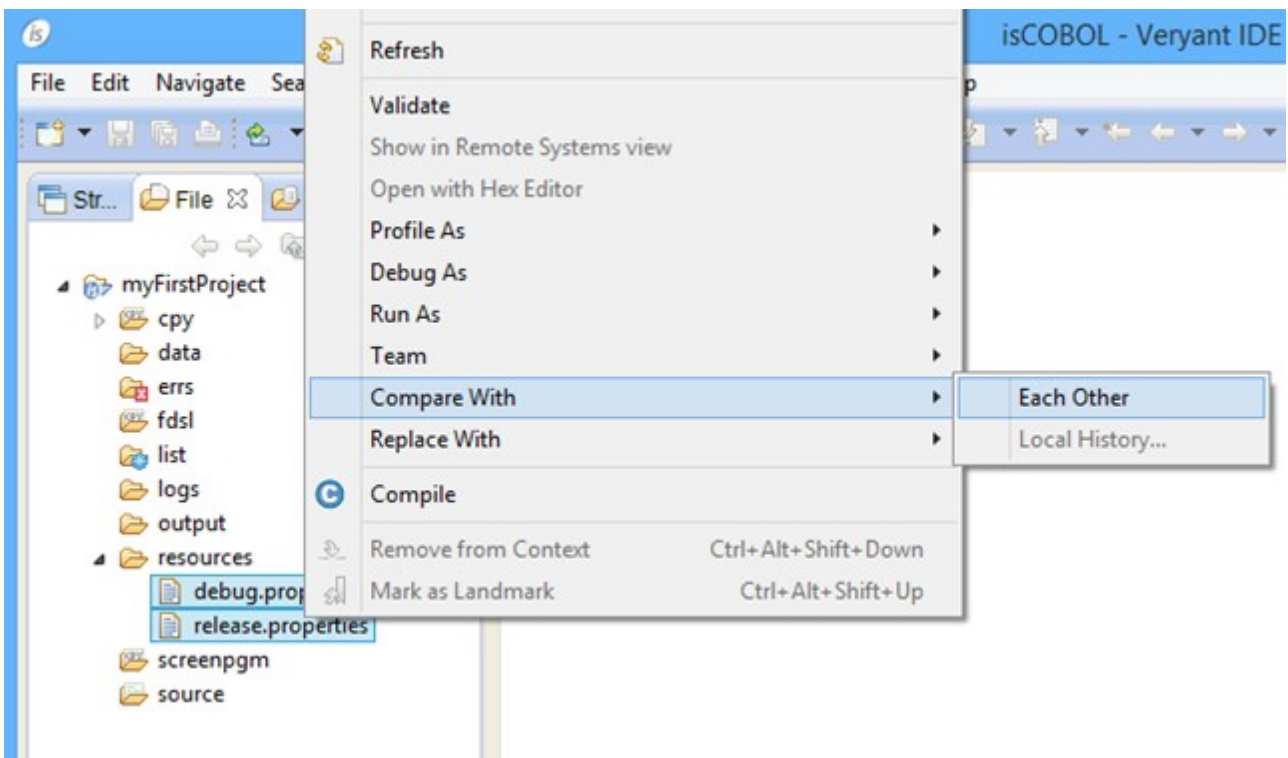 is
isCOBOL - Veryant IDE
File Edit Navigate Sea
p
Str... File
myFirstProject
cpy
data
errs
fdsl
list
logs
output
resources
debug.prop
release.properties
screenpgm
source
Refresh
Validate
Show in Remote Systems view
Open with Hex Editor
Profile As
Debug As
Run As
Team
Compare With
Replace With
Compile
Remove from Context Ctrl+Alt+Shift+Down
Mark as Landmark Ctrl+Alt+Shift+Up
Each Other
Local History...